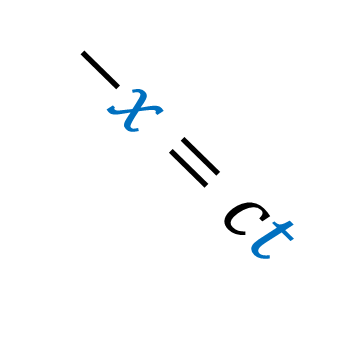 −x = ct